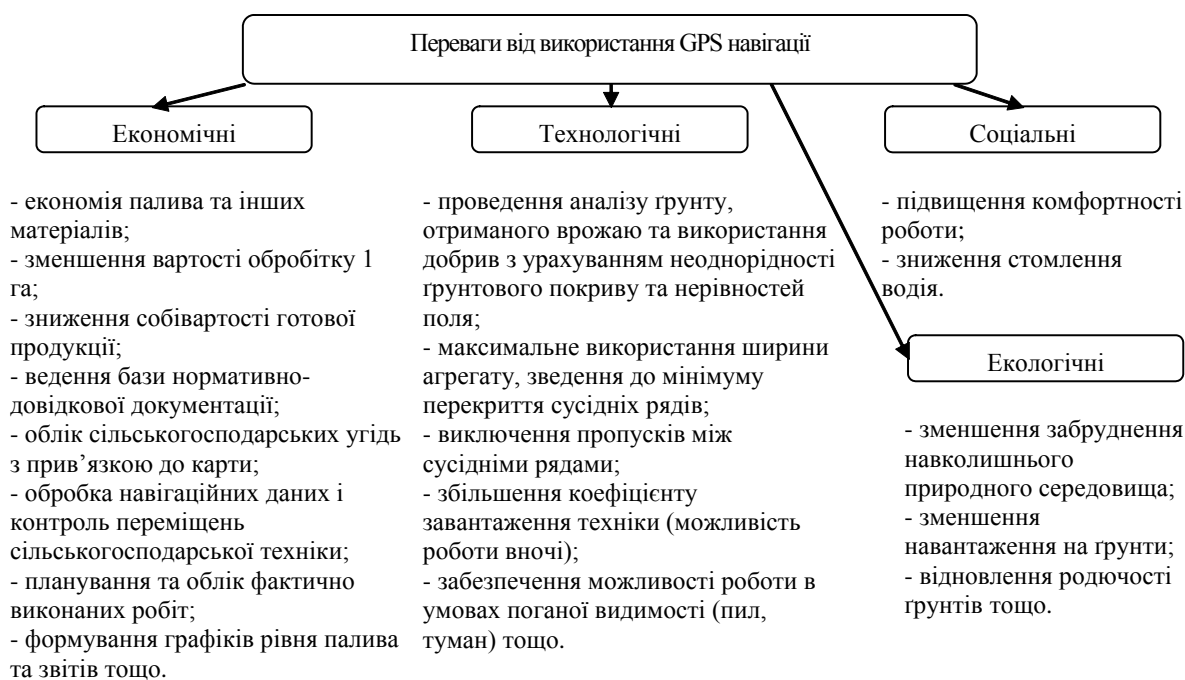 Переваги від використання GPS навігації
Економічні
- економія палива та інших
матеріалів;
- зменшення вартості обробітку 1
га;
- зниження собівартості готової
продукції;
- ведення бази нормативно-
довідкової документації;
- облік сільськогосподарських угідь
з прив’язкою до карти;
- обробка навігаційних даних і
контроль переміщень
сільськогосподарської техніки;
- планування та облік фактично
виконаних робіт;
- формування графіків рівня палива
та звітів тощо.
Технологічні
- проведення аналізу ґрунту,
отриманого врожаю та використання
добрив з урахуванням неоднорідності
ґрунтового покриву та нерівностей
поля;
- максимальне використання ширини
агрегату, зведення до мінімуму
перекриття сусідніх рядів;
- виключення пропусків між
сусідніми рядами;
- збільшення коефіцієнту
завантаження техніки (можливість
роботи вночі);
- забезпечення можливості роботи в
умовах поганої видимості (пил,
туман) тощо.
Соціальні
- підвищення комфортності
роботи;
- зниження стомлення
водія.
Екологічні
- зменшення забруднення
навколишнього
природного середовища;
- зменшення
навантаження на ґрунти;
- відновлення родючості
ґрунтів тощо.